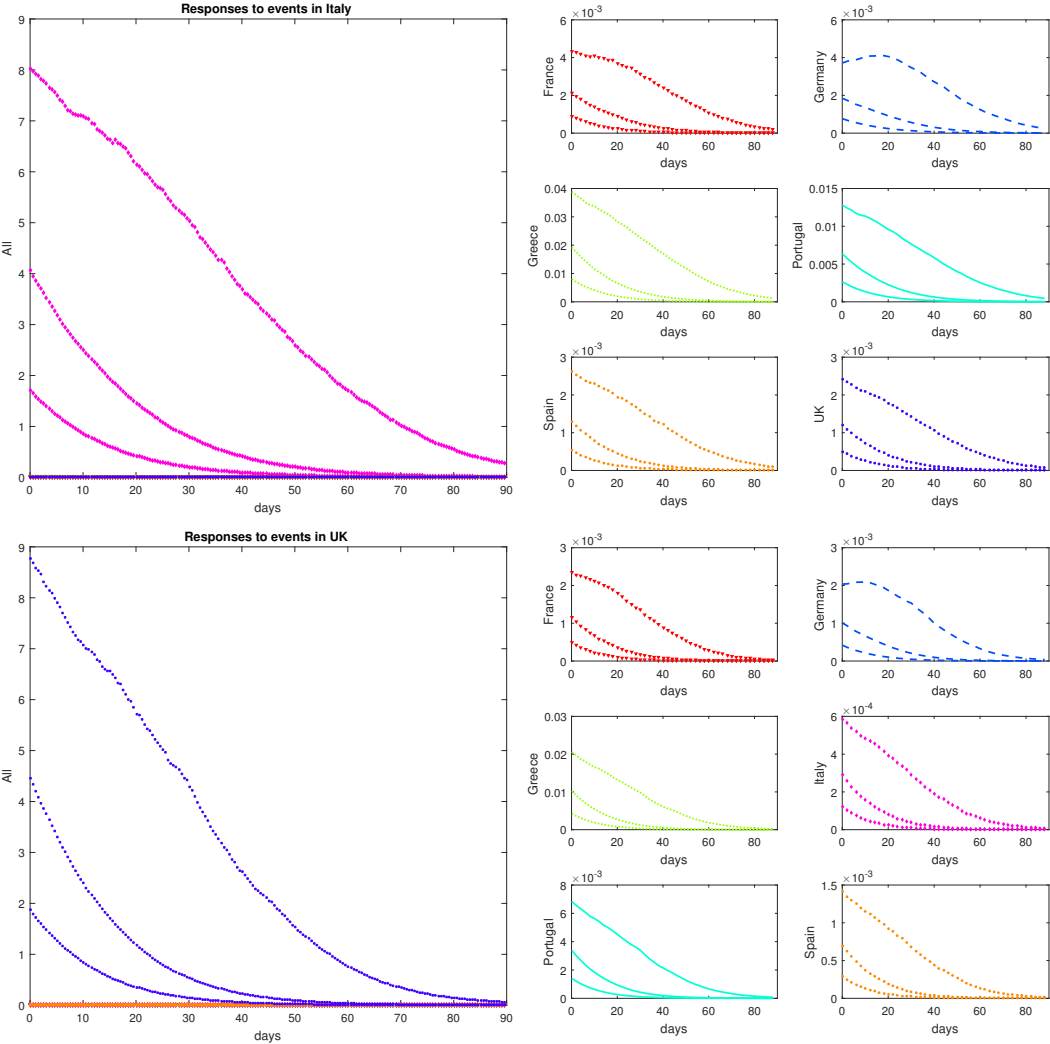 Responses to events in Italy
9
8
7
6
5
4
3
2
1
0
All
0 10 20 30 40 50 60 70 80 90
days
×10⁻³
6
4
2
0
France
0 20 40 60 80
days
×10⁻³
6
4
2
0
Germany
0 20 40 60 80
days
0.04
0.03
0.02
0.01
0
Greece
0 20 40 60 80
days
0.015
0.01
0.005
0
Portugal
0 20 40 60 80
days
×10⁻³
3
2
1
0
Spain
0 20 40 60 80
days
×10⁻³
3
2
1
0
UK
0 20 40 60 80
days
Responses to events in UK
9
8
7
6
5
4
3
2
1
0
All
0 10 20 30 40 50 60 70 80 90
days
×10⁻³
3
2
1
0
France
0 20 40 60 80
days
×10⁻³
3
2
1
0
Germany
0 20 40 60 80
days
0.03
0.02
0.01
0
Greece
0 20 40 60 80
days
×10⁻⁴
6
4
2
0
Italy
0 20 40 60 80
days
×10⁻³
8
6
4
2
0
Portugal
0 20 40 60 80
days
×10⁻³
1.5
1
0.5
0
Spain
0 20 40 60 80
days